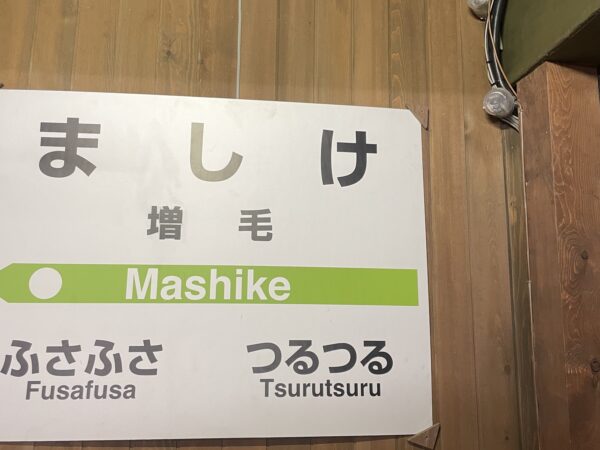 ましけ
増毛
Mashike
ふさふさ つるつる
Fusafusa Tsurutsuru